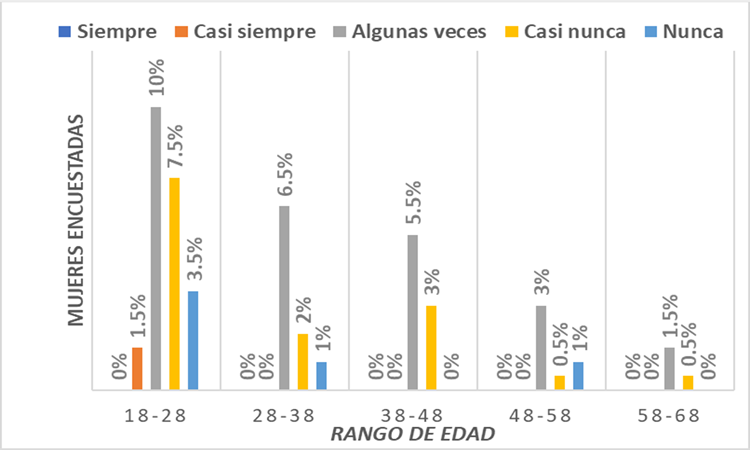 Siempre Casi siempre Algunas veces Casi nunca Nunca
MUJERES ENCUESTADAS
0% 1.5% 10% 7.5% 3.5%
0% 0% 6.5% 2% 1%
0% 0% 5.5% 3% 0%
0% 0% 3% 0.5% 1%
0% 0% 1.5% 0.5% 0%
18-28 28-38 38-48 48-58 58-68
RANGO DE EDAD